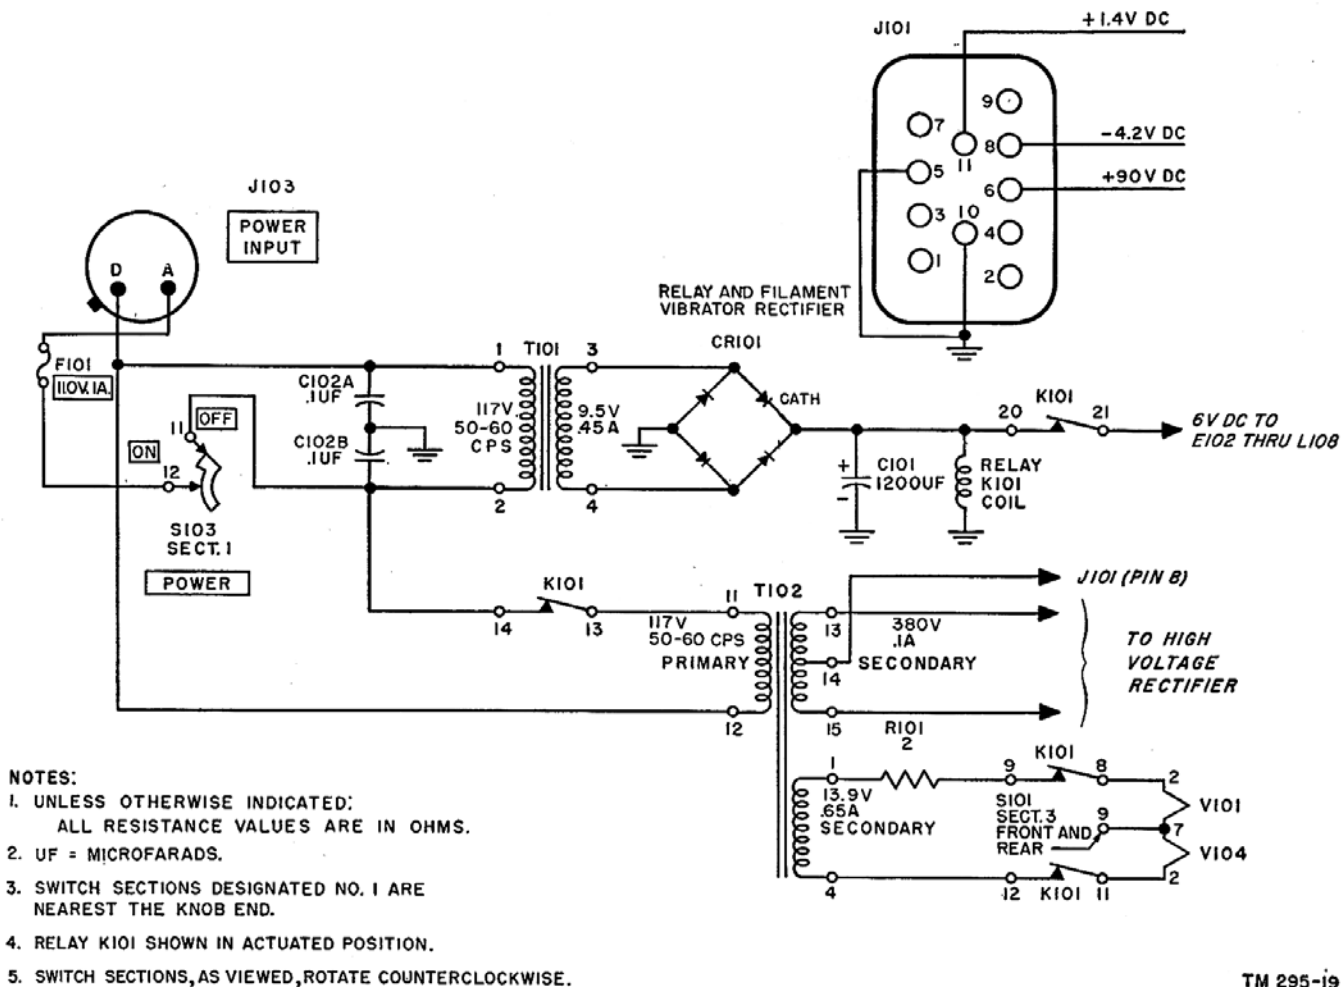 J101
+1.4V DC
9
7
8
11
-4.2V DC
5
6
+90V DC
3
10
4
1
2
J103
POWER
INPUT
D A
F101
110V. 1A.
RELAY AND FILAMENT
VIBRATOR RECTIFIER
CR101
CATH
1 T101 3
C102A
.1UF
117V.
50-60
CPS
9.5V
.45A
C102B
.1UF
2 4
11 OFF
ON
12
S103
SECT. 1
POWER
+
C101
1200UF
-
RELAY
K101
COIL
20 K101 21
6V DC TO
E102 THRU L108
K101
14 13
11 T102
117V
50-60 CPS
PRIMARY
12
13 380V
.1A
14 SECONDARY
15
J101 (PIN 8)
TO HIGH
VOLTAGE
RECTIFIER
R101
2
1
13.9V
.65A
SECONDARY
4
9 K101 8
2
V101
S101
SECT. 3
FRONT AND
REAR
9
7
V104
2
12 K101 11
NOTES:
1. UNLESS OTHERWISE INDICATED:
ALL RESISTANCE VALUES ARE IN OHMS.
2. UF = MICROFARADS.
3. SWITCH SECTIONS DESIGNATED NO. 1 ARE
NEAREST THE KNOB END.
4. RELAY K101 SHOWN IN ACTUATED POSITION.
5. SWITCH SECTIONS, AS VIEWED, ROTATE COUNTERCLOCKWISE.
TM 295-19